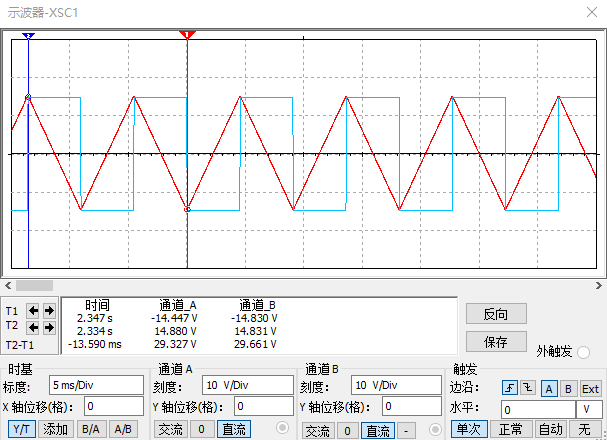 示波器-XSC1
2
1
T1
T2
T2-T1
时间 通道_A 通道_B
2.347 s -14.447 V -14.830 V
2.334 s 14.880 V 14.831 V
-13.590 ms 29.327 V 29.661 V
反向
保存
外触发
时基
标度: 5 ms/Div
X 轴位移(格): 0
Y/T 添加 B/A A/B
通道 A
刻度: 10 V/Div
Y 轴位移(格): 0
交流 0 直流
通道 B
刻度: 10 V/Div
Y 轴位移(格): 0
交流 0 直流 -
触发
边沿: A B Ext
水平: 0 V
单次 正常 自动 无